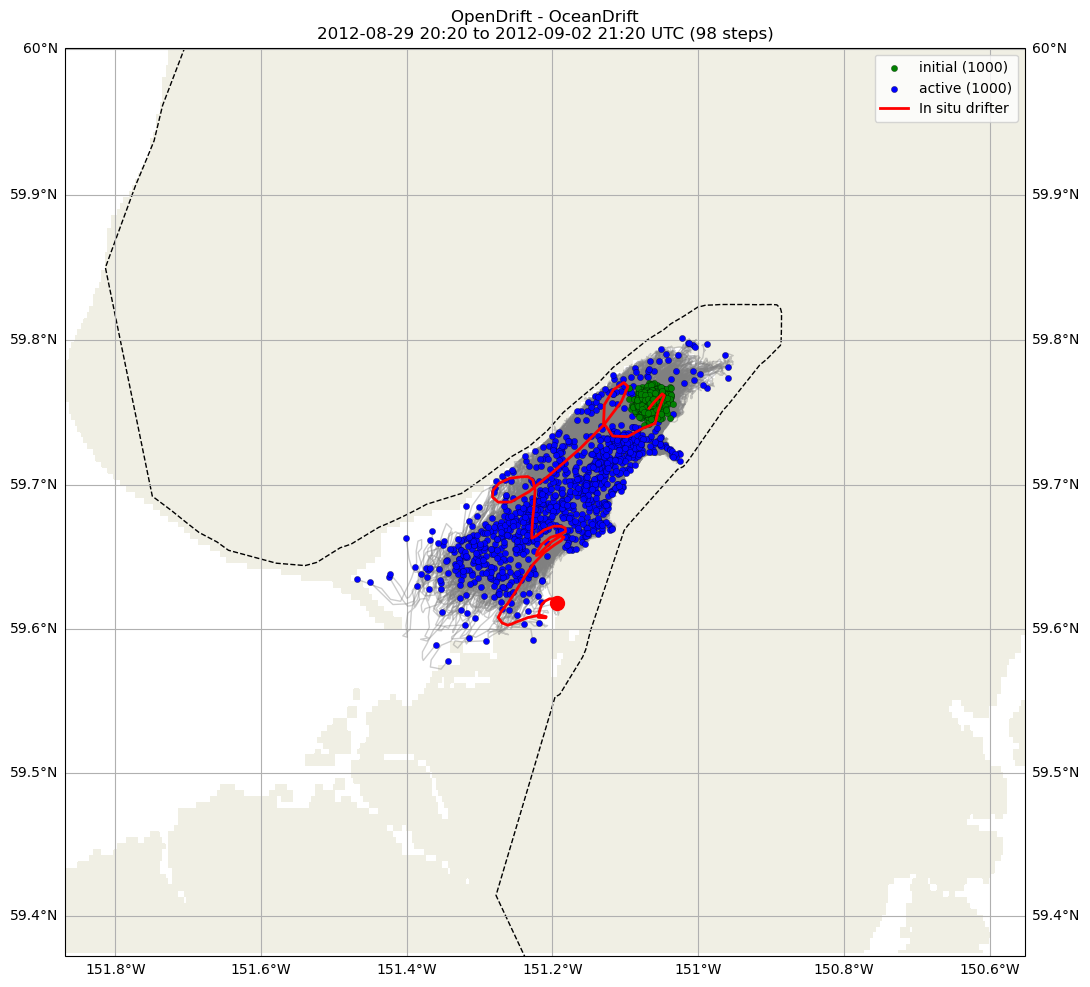 OpenDrift - OceanDrift
2012-08-29 20:20 to 2012-09-02 21:20 UTC (98 steps)
60°N
60°N
initial (1000)
active (1000)
In situ drifter
59.9°N
59.9°N
59.8°N
59.8°N
59.7°N
59.7°N
59.6°N
59.6°N
59.5°N
59.5°N
59.4°N
59.4°N
151.8°W
151.6°W
151.4°W
151.2°W
151°W
150.8°W
150.6°W